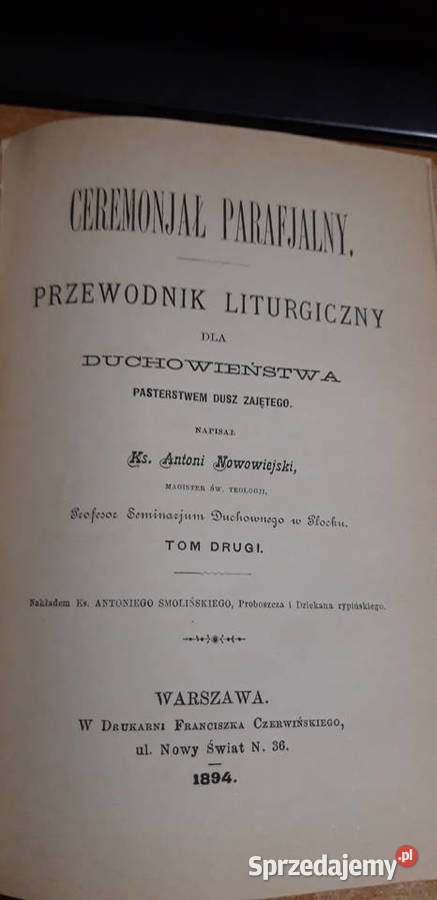 CEREMONJAŁ PARAFJALNY.
PRZEWODNIK LITURGICZNY
DLA
DUCHOWIEŃSTWA
PASTERSTWEM DUSZ ZAJĘTEGO.
NAPISAŁ
Ks. Antoni Nowowiejski,
MAGISTER ŚW. TEOLOGJI,
Profesor Seminarjum Duchownego w Płocku.
TOM DRUGI.
Nakładem Ks. ANTONIEGO SMOLIŃSKIEGO, Proboszcza i Dziekana rypińskiego.
WARSZAWA.
W Drukarni Franciszka Czerwińskiego,
ul. Nowy Świat N. 36.
1894.
Sprzedajemy.pl